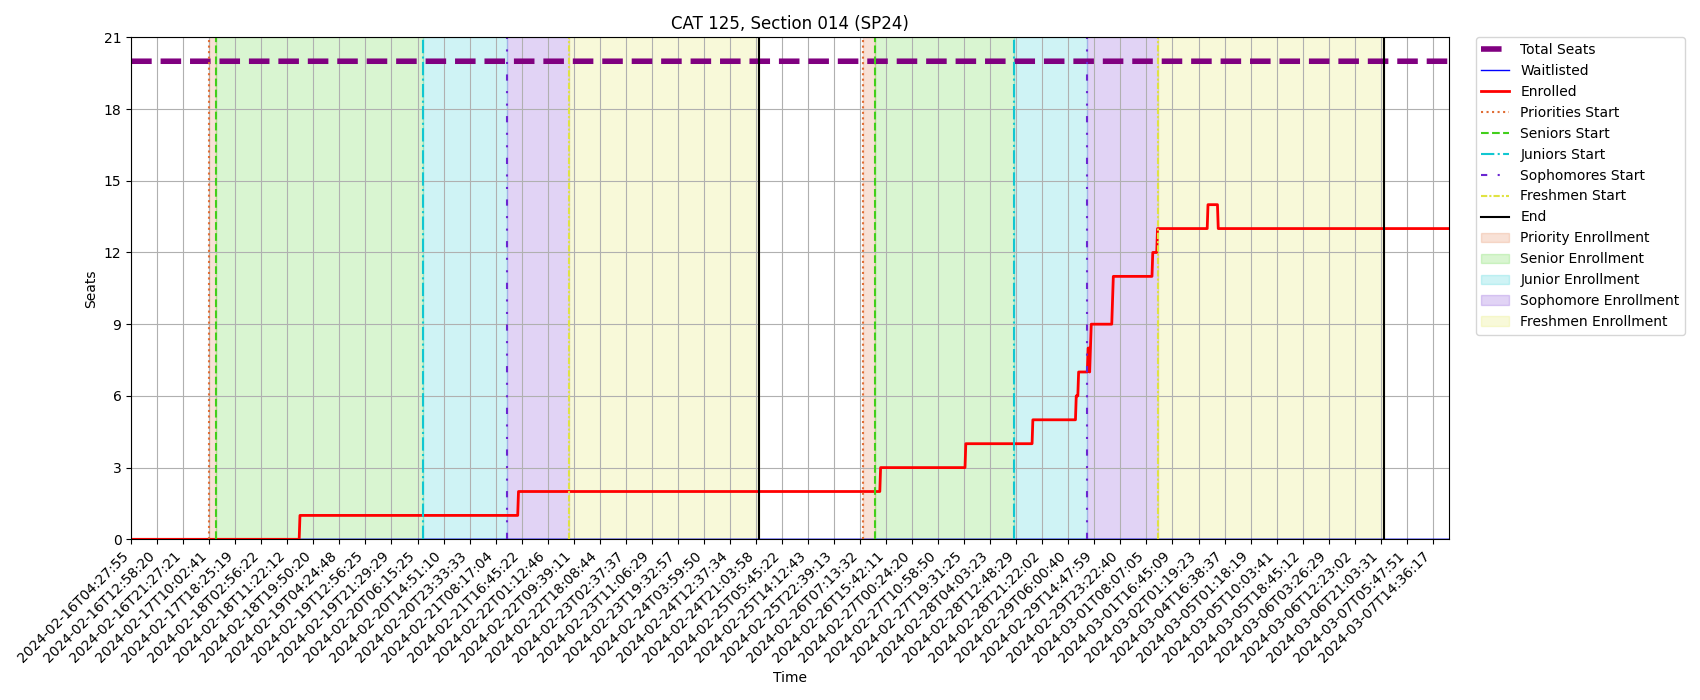 CAT 125, Section 014 (SP24)
21
18
15
12
9
6
3
0
Seats
2024-02-16T04:27:55
2024-02-16T12:58:20
2024-02-16T21:27:21
2024-02-17T10:02:41
2024-02-17T18:25:19
2024-02-18T02:56:22
2024-02-18T11:22:12
2024-02-18T19:50:20
2024-02-19T04:24:48
2024-02-19T12:56:25
2024-02-19T21:29:29
2024-02-20T06:15:25
2024-02-20T14:51:10
2024-02-20T23:33:33
2024-02-21T08:17:04
2024-02-21T16:45:22
2024-02-22T01:12:46
2024-02-22T09:39:11
2024-02-22T18:08:44
2024-02-23T02:37:37
2024-02-23T11:06:29
2024-02-23T19:32:57
2024-02-24T03:59:50
2024-02-24T12:37:34
2024-02-24T21:03:58
2024-02-25T05:45:22
2024-02-25T14:12:43
2024-02-25T22:39:13
2024-02-26T07:13:32
2024-02-26T15:42:11
2024-02-27T00:24:20
2024-02-27T10:58:50
2024-02-27T19:31:25
2024-02-28T04:03:23
2024-02-28T12:48:29
2024-02-28T21:22:02
2024-02-29T06:00:40
2024-02-29T14:47:59
2024-02-29T23:22:40
2024-03-01T08:07:05
2024-03-01T16:45:09
2024-03-02T01:19:23
2024-03-04T16:38:37
2024-03-05T01:18:19
2024-03-05T10:03:41
2024-03-05T18:45:12
2024-03-06T03:26:29
2024-03-06T12:23:02
2024-03-06T21:03:31
2024-03-07T05:47:51
2024-03-07T14:36:17
Time
Total Seats
Waitlisted
Enrolled
Priorities Start
Seniors Start
Juniors Start
Sophomores Start
Freshmen Start
End
Priority Enrollment
Senior Enrollment
Junior Enrollment
Sophomore Enrollment
Freshmen Enrollment